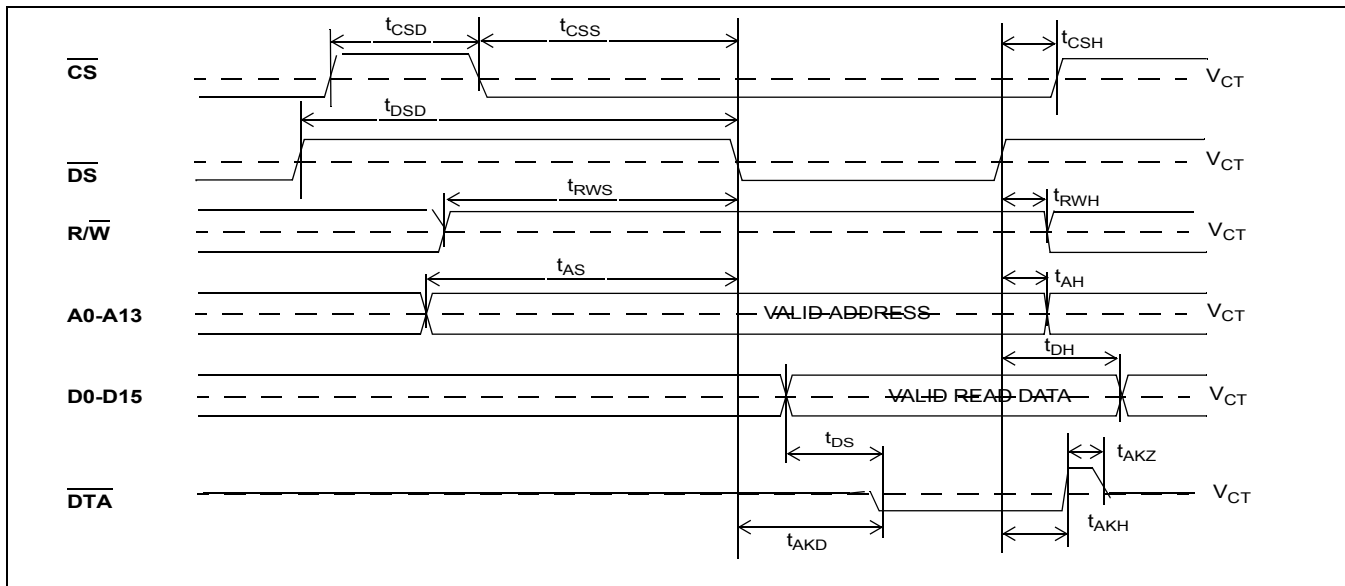 tCSD
tCSS
tCSH
CS
VCT
tDSD
DS
VCT
tRWS
tRWH
R/W
VCT
tAS
tAH
A0-A13
VALID ADDRESS
VCT
tDH
D0-D15
VALID READ DATA
VCT
tDS
tAKZ
DTA
VCT
tAKD
tAKH